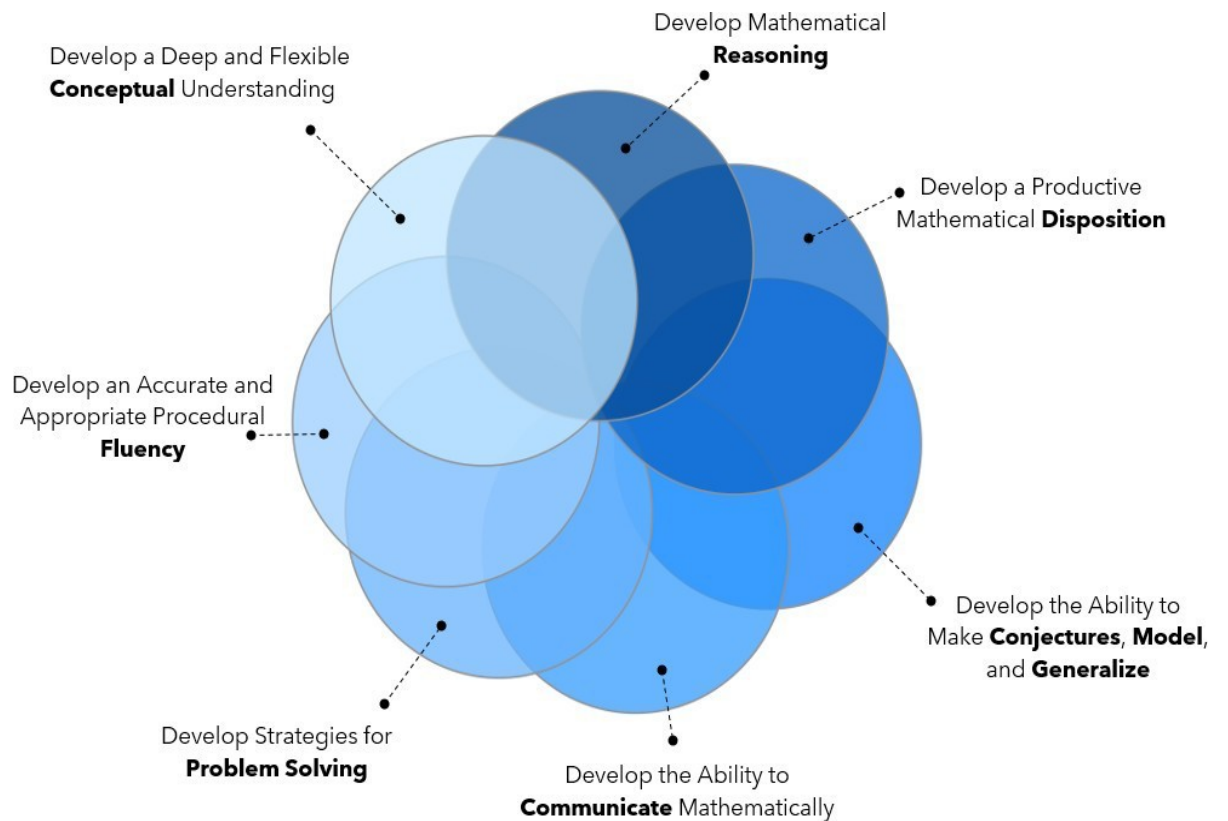 Develop Mathematical
Reasoning
Develop a Deep and Flexible
Conceptual Understanding
Develop a Productive
Mathematical Disposition
Develop an Accurate and
Appropriate Procedural
Fluency
Develop the Ability to
Make Conjectures, Model,
and Generalize
Develop Strategies for
Problem Solving
Develop the Ability to
Communicate Mathematically